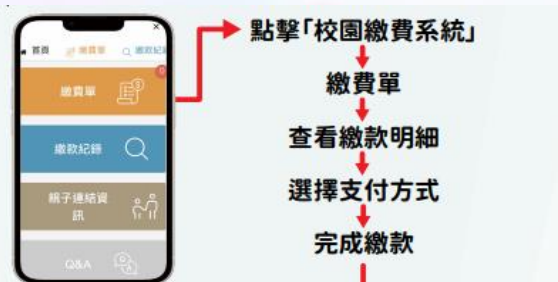 首頁 繳費單 繳款紀錄
0
繳費單
繳款紀錄
親子連結資
訊
Q&A
點擊「校園繳費系統」
繳費單
查看繳款明細
選擇支付方式
完成繳款